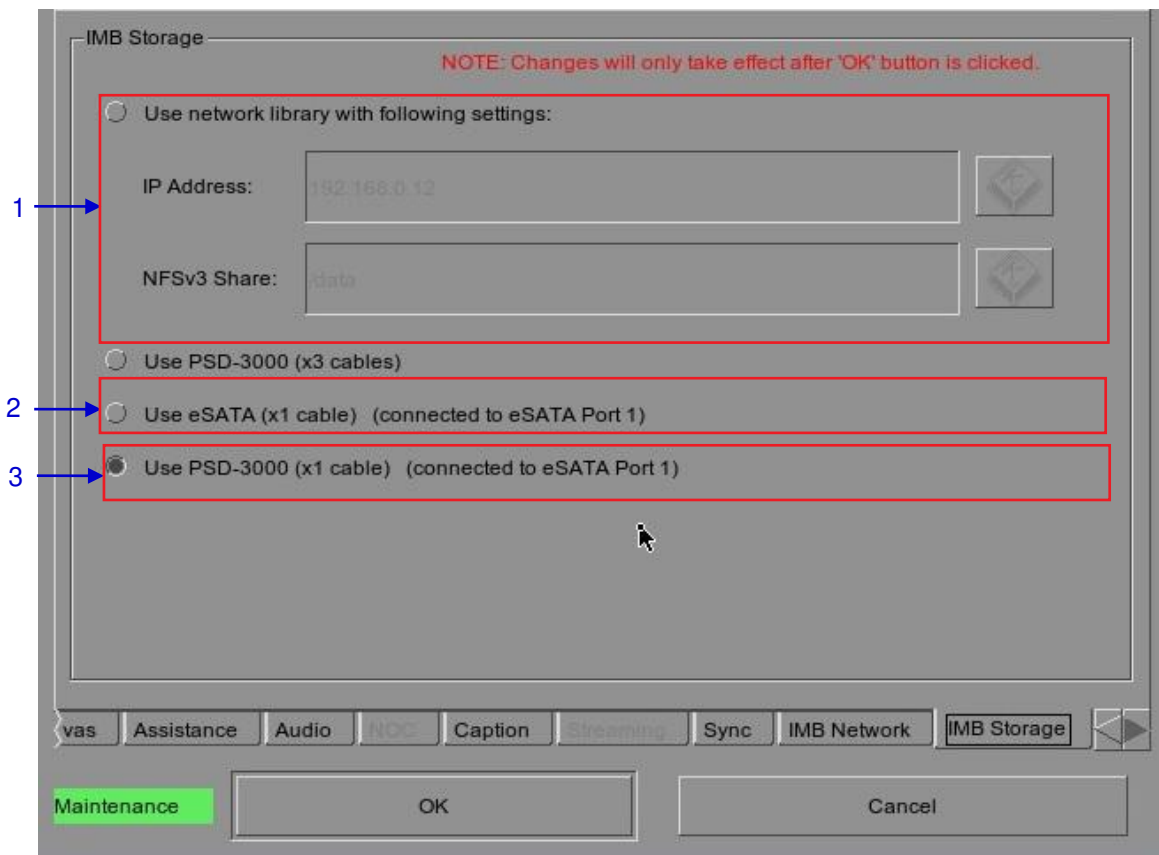 IMB Storage
NOTE: Changes will only take effect after 'OK' button is clicked.
Use network library with following settings:
IP Address: 192.168.0.12
1
NFSv3 Share: /data
Use PSD-3000 (x3 cables)
2
Use eSATA (x1 cable) (connected to eSATA Port 1)
3
Use PSD-3000 (x1 cable) (connected to eSATA Port 1)
vas Assistance Audio NOC Caption Streaming Sync IMB Network IMB Storage
Maintenance OK Cancel